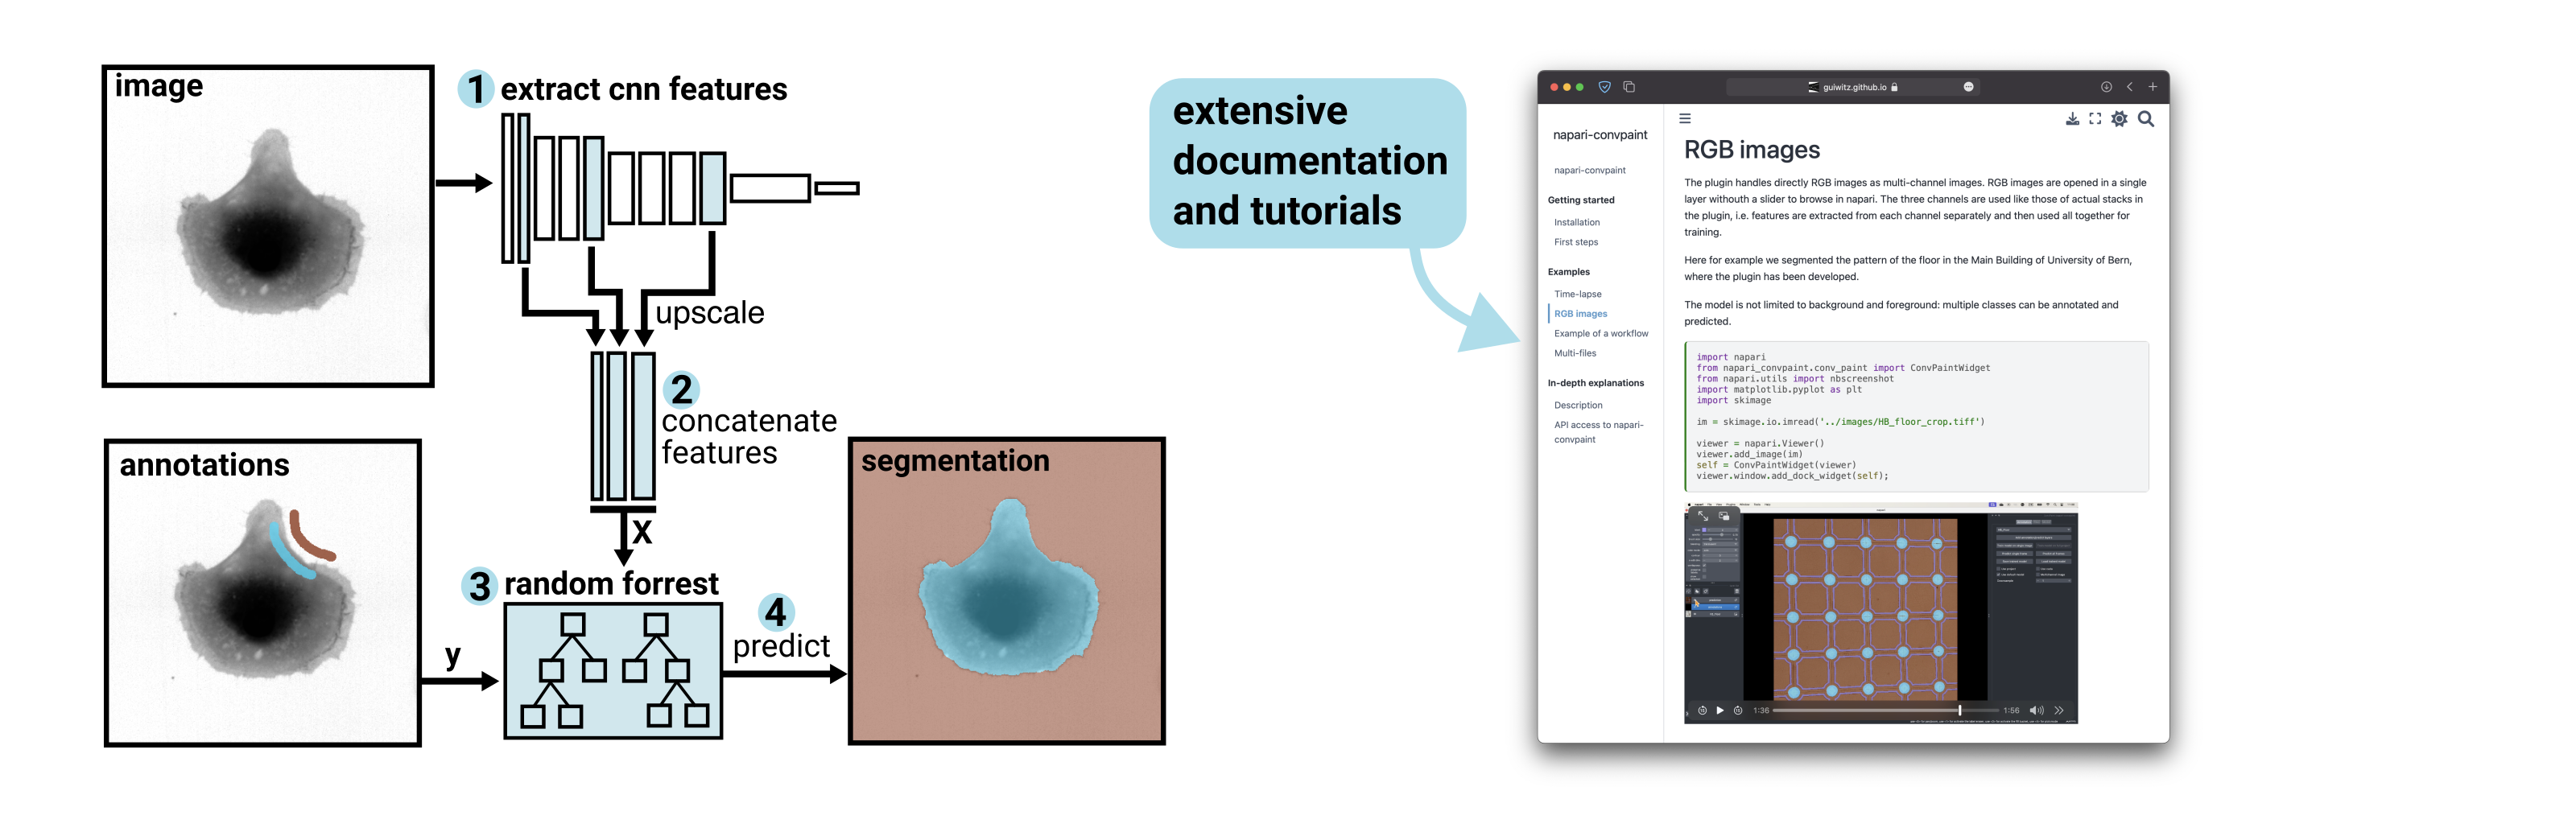 image
1 extract cnn features
upscale
2
concatenate
features
annotations
X
3 random forrest
y
4
predict
segmentation
extensive
documentation
and tutorials
guiwitz.github.io
napari-convpaint
napari-convpaint
Getting started
Installation
First steps
Examples
Time-lapse
RGB images
Example of a workflow
Multi-files
In-depth explanations
Description
API access to napari-
convpaint
RGB images
The plugin handles directly RGB images as multi-channel images. RGB images are opened in a single
layer withouth a slider to browse in napari. The three channels are used like those of actual stacks in
the plugin, i.e. features are extracted from each channel separately and then used all together for
training.
Here for example we segmented the pattern of the floor in the Main Building of University of Bern,
where the plugin has been developed.
The model is not limited to background and foreground: multiple classes can be annotated and
predicted.
import napari
from napari_convpaint.conv_paint import ConvPaintWidget
from napari.utils import nbscreenshot
import matplotlib.pyplot as plt
import skimage
im = skimage.io.imread('../images/HB_floor_crop.tiff')
viewer = napari.Viewer()
viewer.add_image(im)
self = ConvPaintWidget(viewer)
viewer.window.add_dock_widget(self);
1:36
1:56